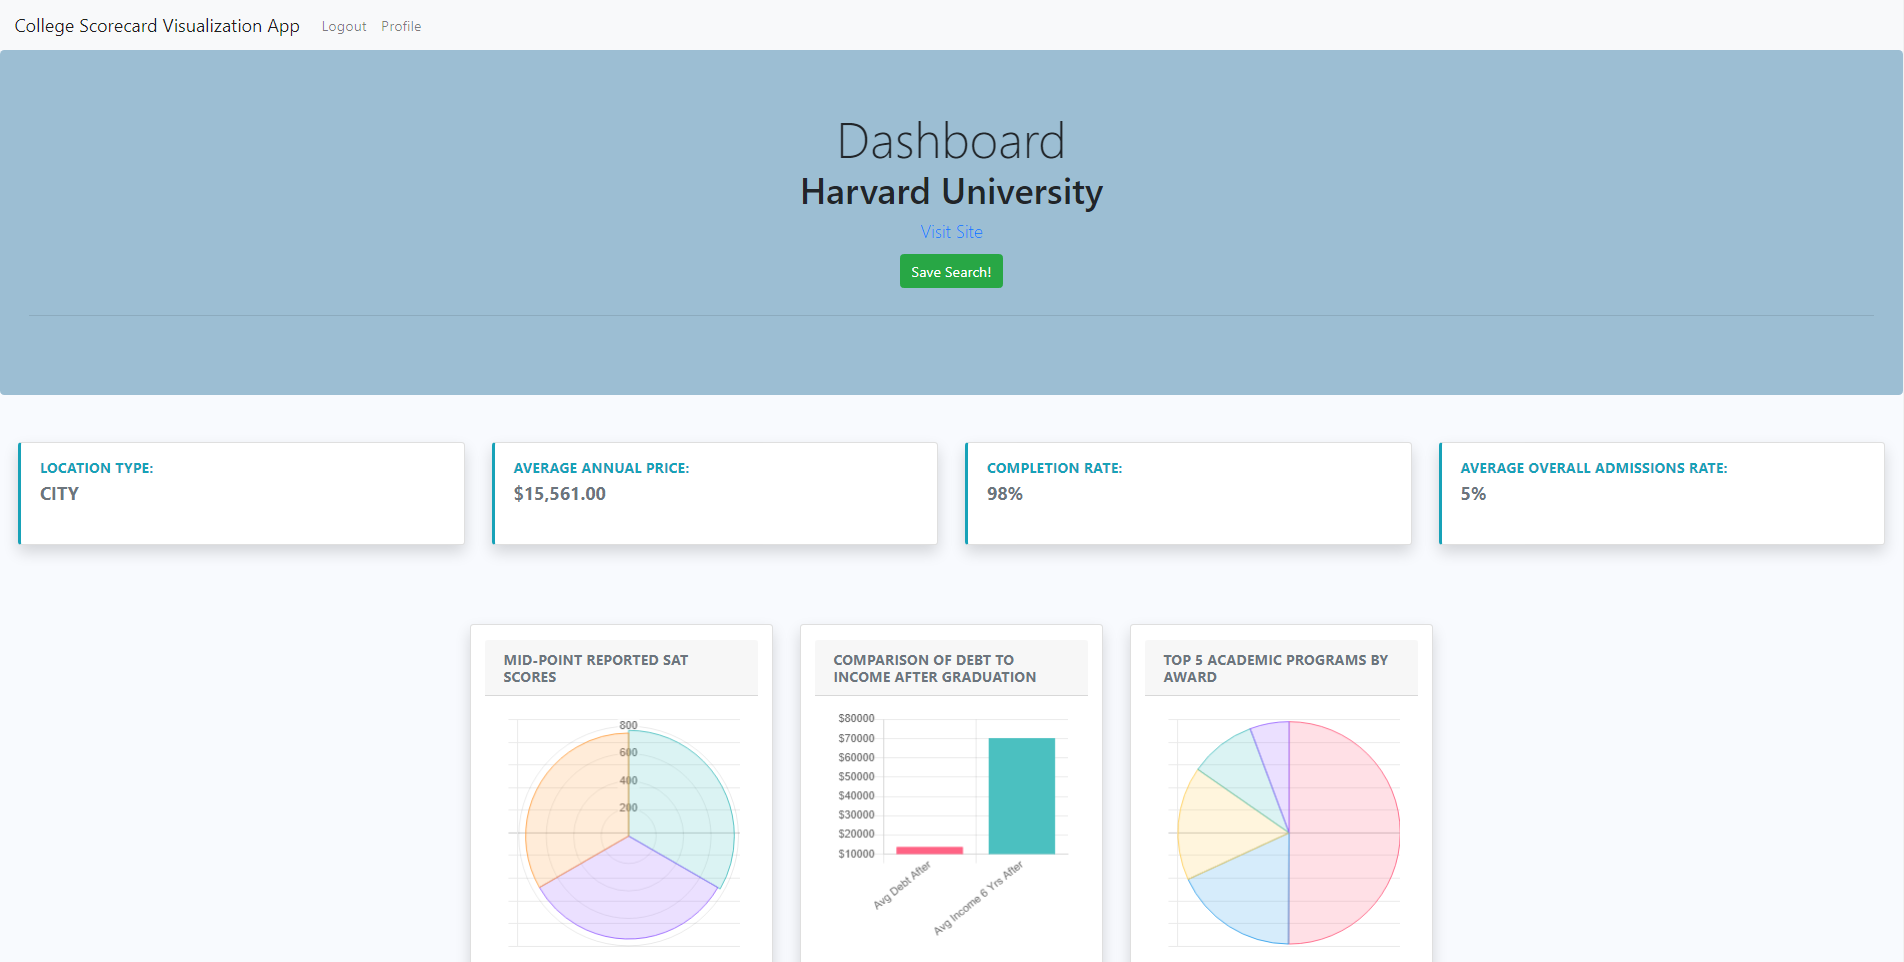 College Scorecard Visualization App Logout Profile
Dashboard
Harvard University
Visit Site
Save Search!
LOCATION TYPE:
CITY
AVERAGE ANNUAL PRICE:
$15,561.00
COMPLETION RATE:
98%
AVERAGE OVERALL ADMISSIONS RATE:
5%
MID-POINT REPORTED SAT
SCORES
800
600
400
200
COMPARISON OF DEBT TO
INCOME AFTER GRADUATION
$80000
$70000
$60000
$50000
$40000
$30000
$20000
$10000
Avg Debt After
Avg Income 6 Yrs After
TOP 5 ACADEMIC PROGRAMS BY
AWARD